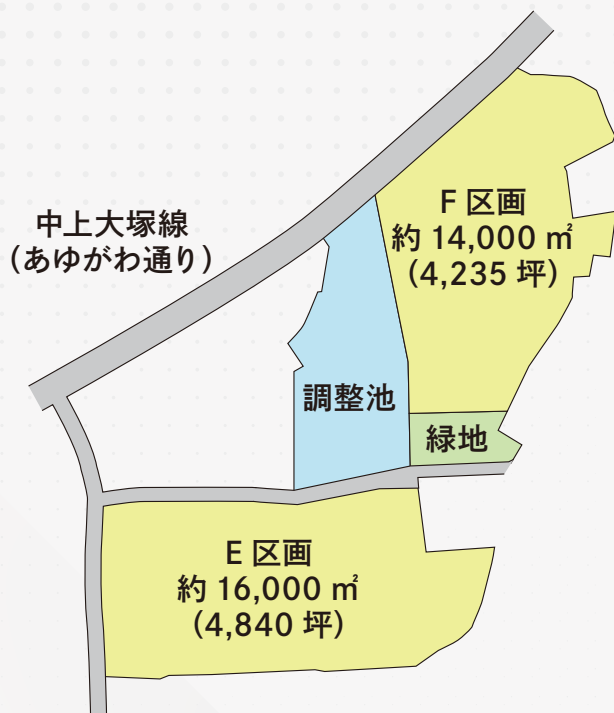 中上大塚線
(あゆがわ通り)
F 区画
約 14,000 ㎡
(4,235 坪)
調整池
緑地
E 区画
約 16,000 ㎡
(4,840 坪)